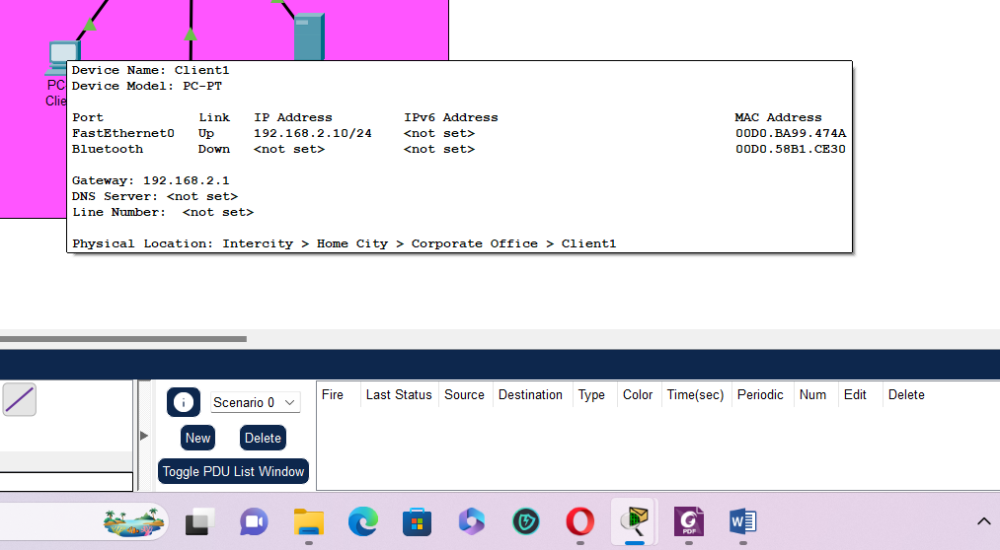 PC
Clie
Device Name: Client1
Device Model: PC-PT
Port Link IP Address IPv6 Address MAC Address
FastEthernet0 Up 192.168.2.10/24 <not set> 00D0.BA99.474A
Bluetooth Down <not set> <not set> 00D0.58B1.CE30
Gateway: 192.168.2.1
DNS Server: <not set>
Line Number: <not set>
Physical Location: Intercity > Home City > Corporate Office > Client1
Scenario 0
New Delete
Toggle PDU List Window
Fire Last Status Source Destination Type Color Time(sec) Periodic Num Edit Delete
PDF